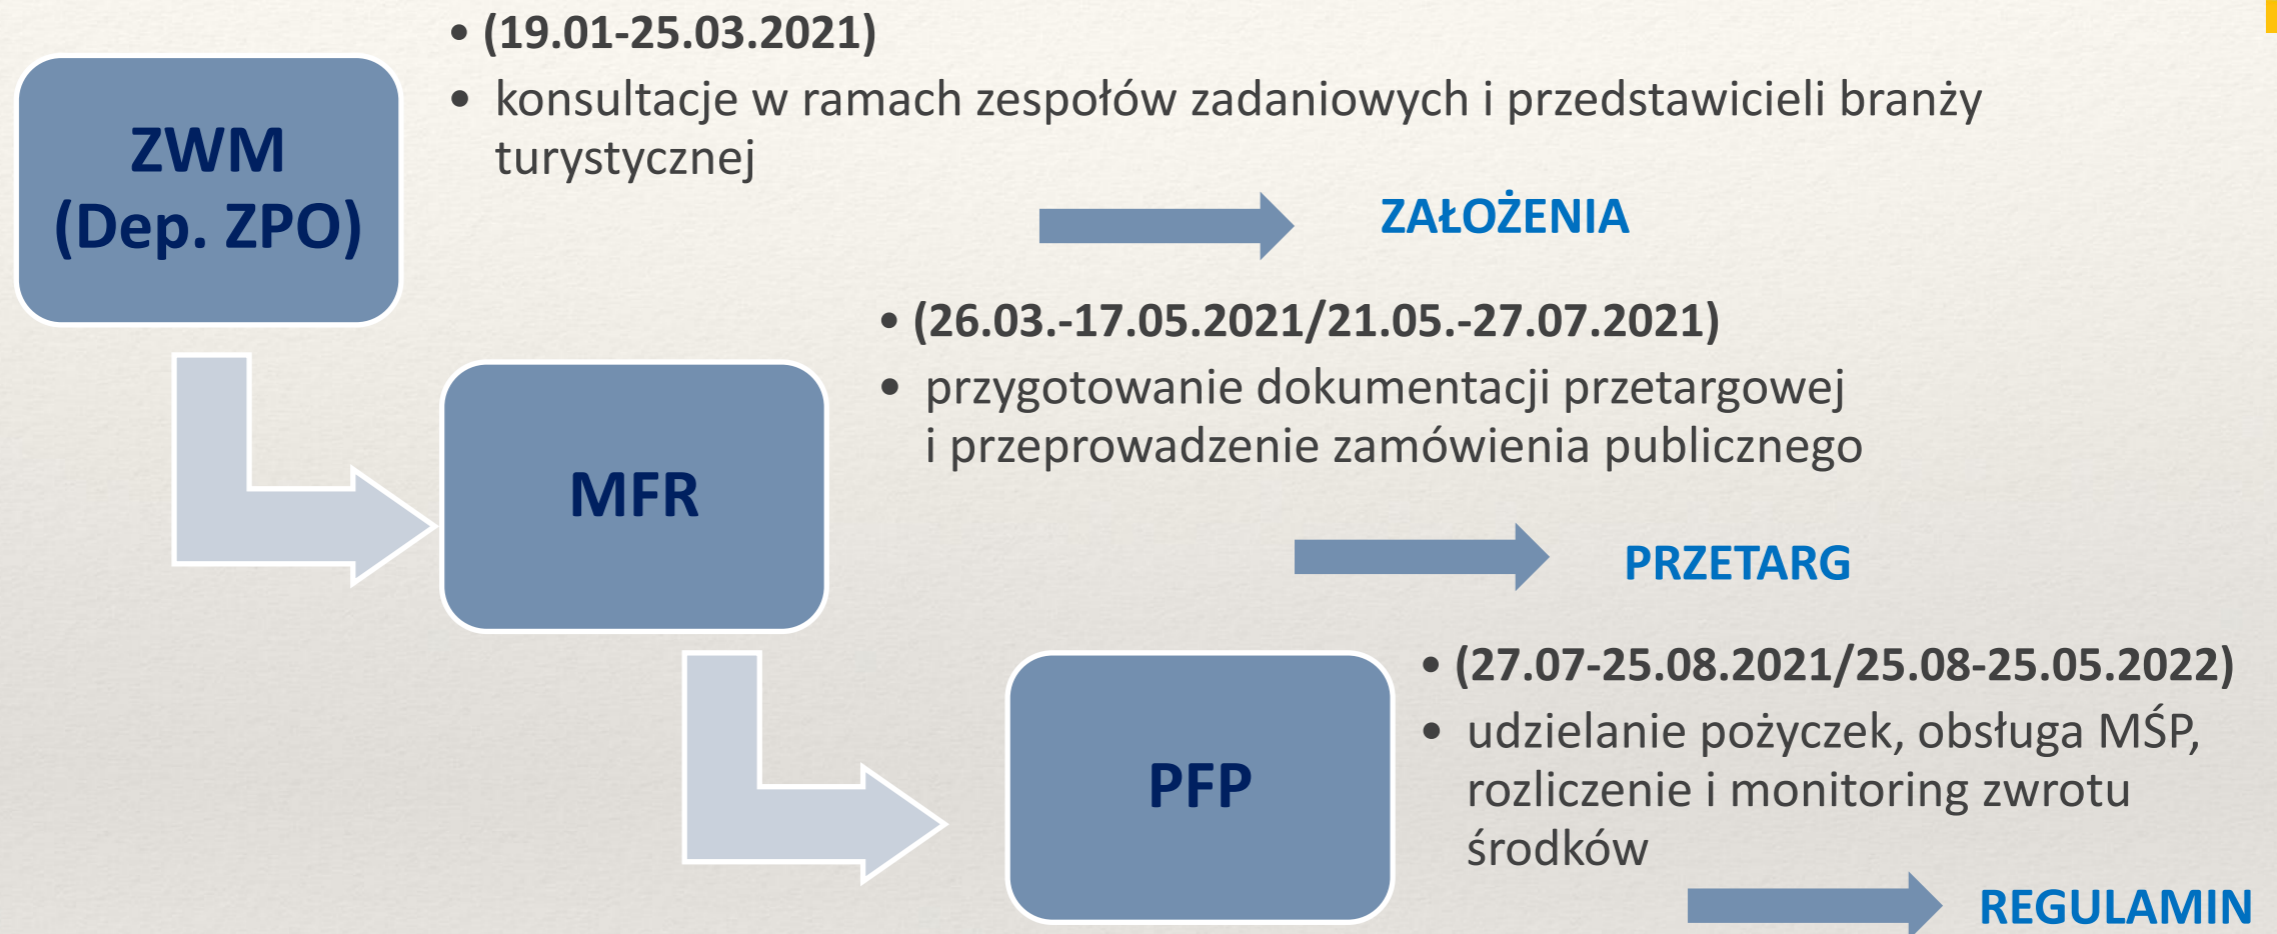 • (19.01-25.03.2021)
• konsultacje w ramach zespołów zadaniowych i przedstawicieli branży
turystycznej
ZWM
(Dep. ZPO)
ZAŁOŻENIA
• (26.03.-17.05.2021/21.05.-27.07.2021)
• przygotowanie dokumentacji przetargowej
i przeprowadzenie zamówienia publicznego
MFR
PRZETARG
• (27.07-25.08.2021/25.08-25.05.2022)
• udzielanie pożyczek, obsługa MŚP,
rozliczenie i monitoring zwrotu
środków
PFP
REGULAMIN